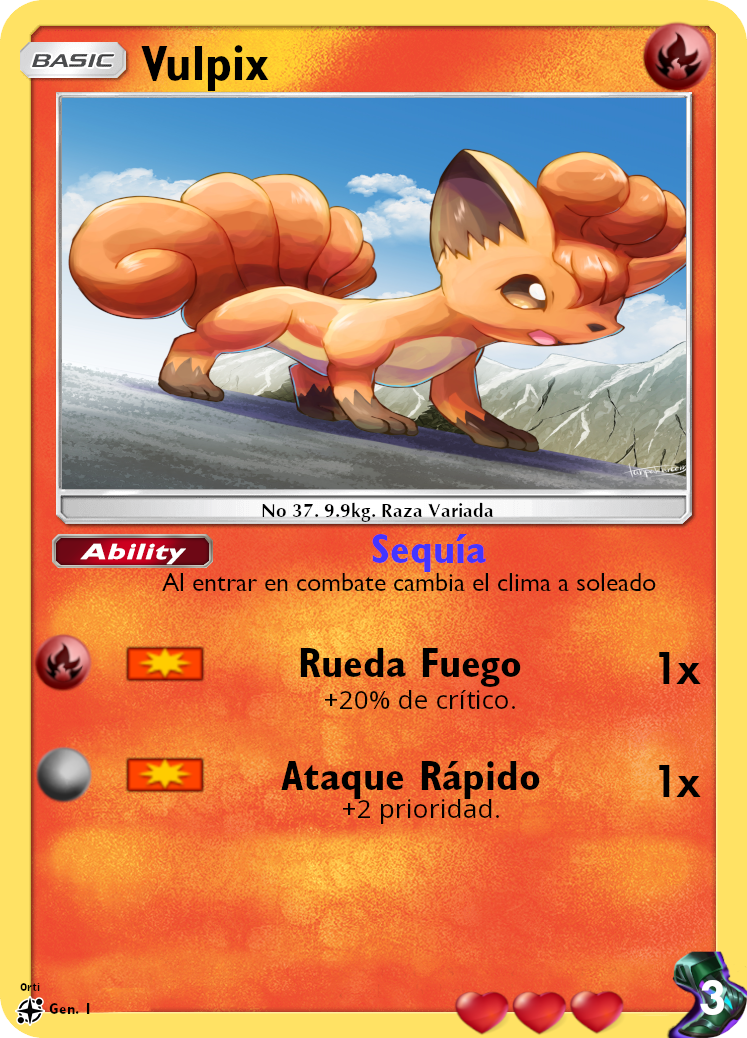 BASIC
Vulpix
No 37. 9.9kg. Raza Variada
Ability
Sequía
Al entrar en combate cambia el clima a soleado
Rueda Fuego 1x
+20% de crítico.
Ataque Rápido 1x
+2 prioridad.
Orti
Gen. I
3